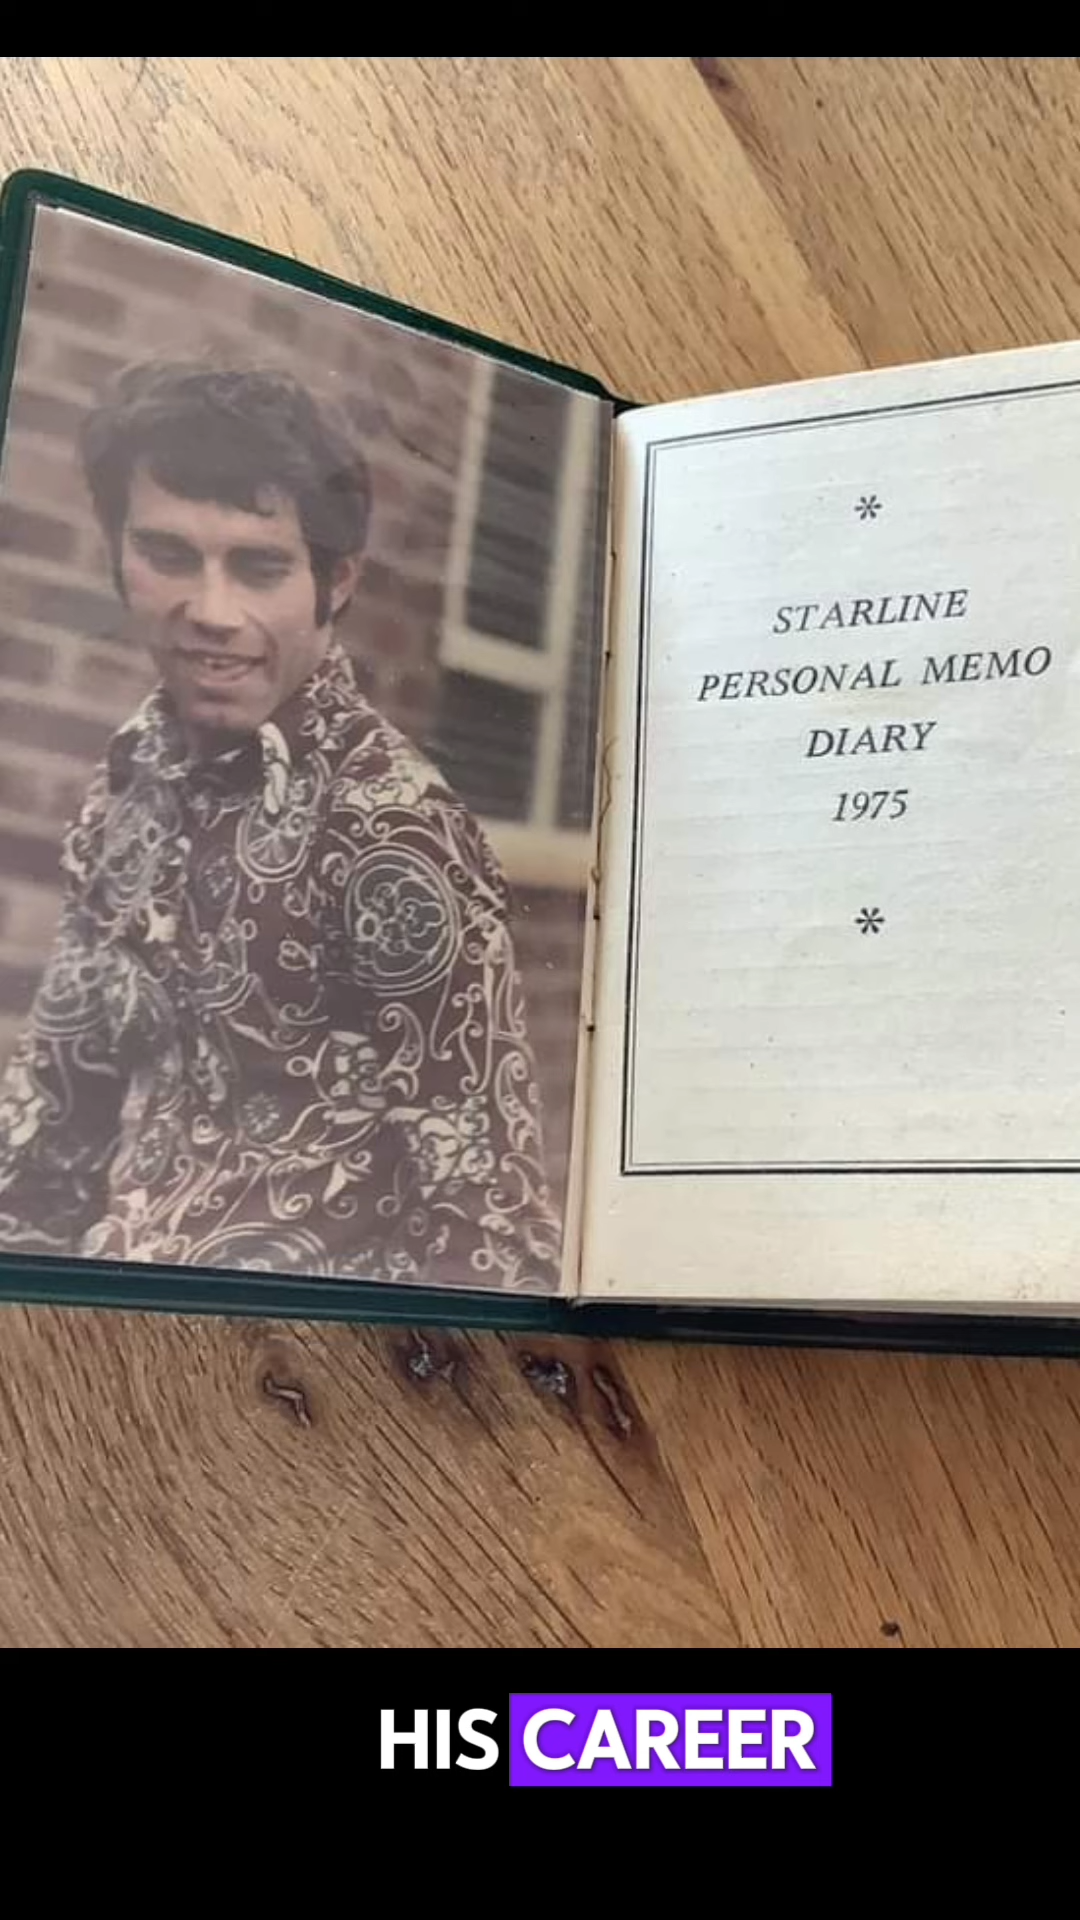 *
STARLINE
PERSONAL MEMO
DIARY
1975
*
HIS CAREER